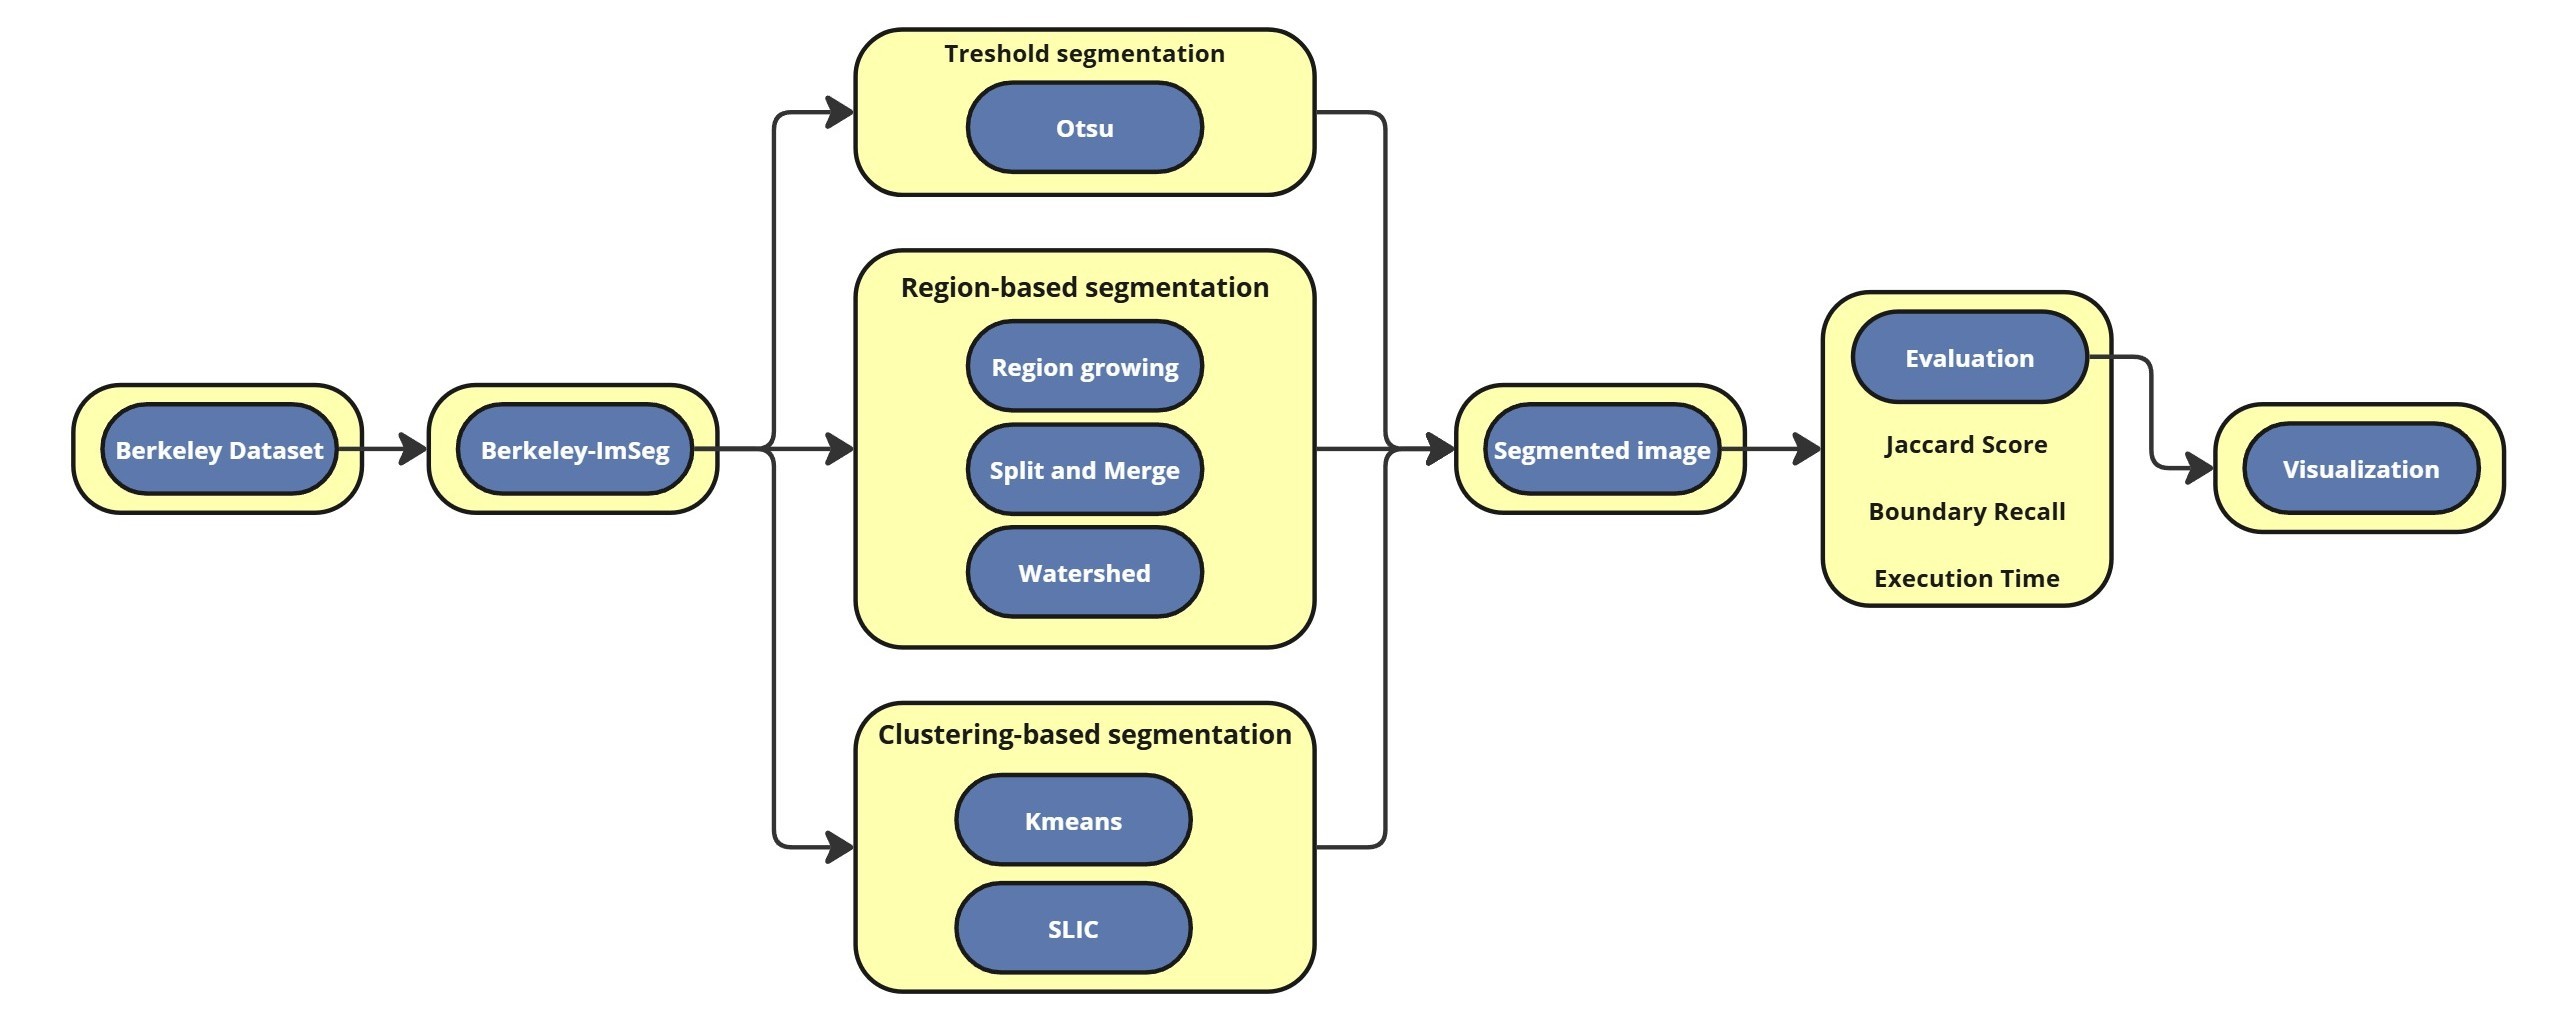 Berkeley Dataset
Berkeley-ImSeg
Treshold segmentation
Otsu
Region-based segmentation
Region growing
Split and Merge
Watershed
Clustering-based segmentation
Kmeans
SLIC
Segmented image
Evaluation
Jaccard Score
Boundary Recall
Execution Time
Visualization